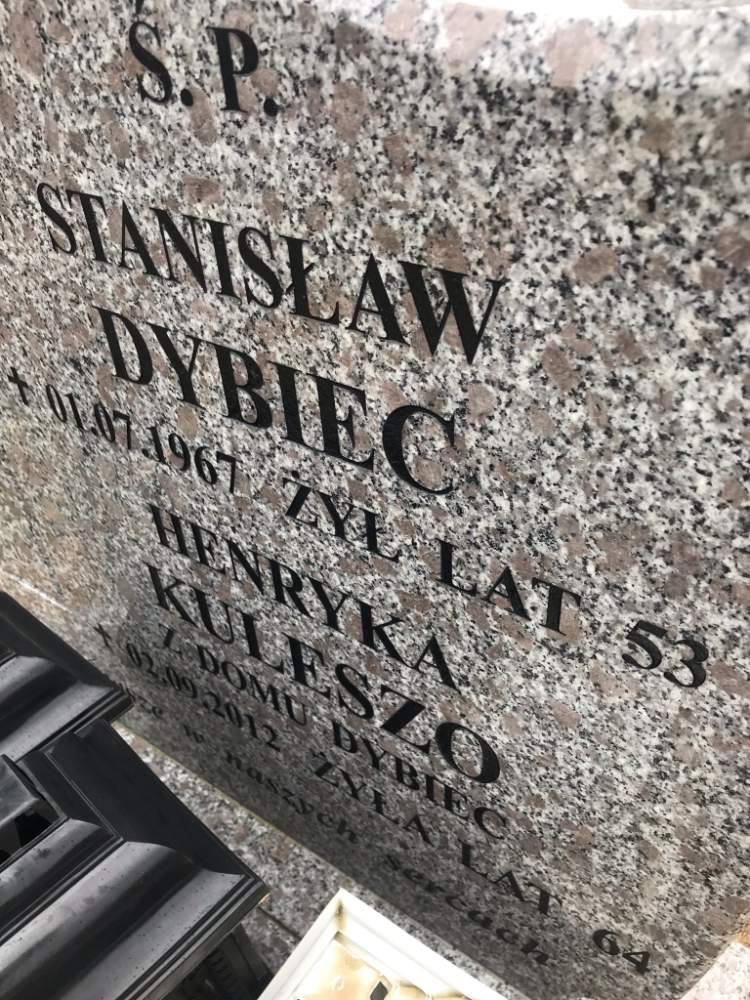 Ś. P.
STANISŁAW
DYBIEC
† 01.07.1967 ŻYŁ LAT 53
HENRYKA
KULESZO
Z DOMU DYBIEC
† 02.09.2012 ŻYŁA LAT 64
w naszych sercach